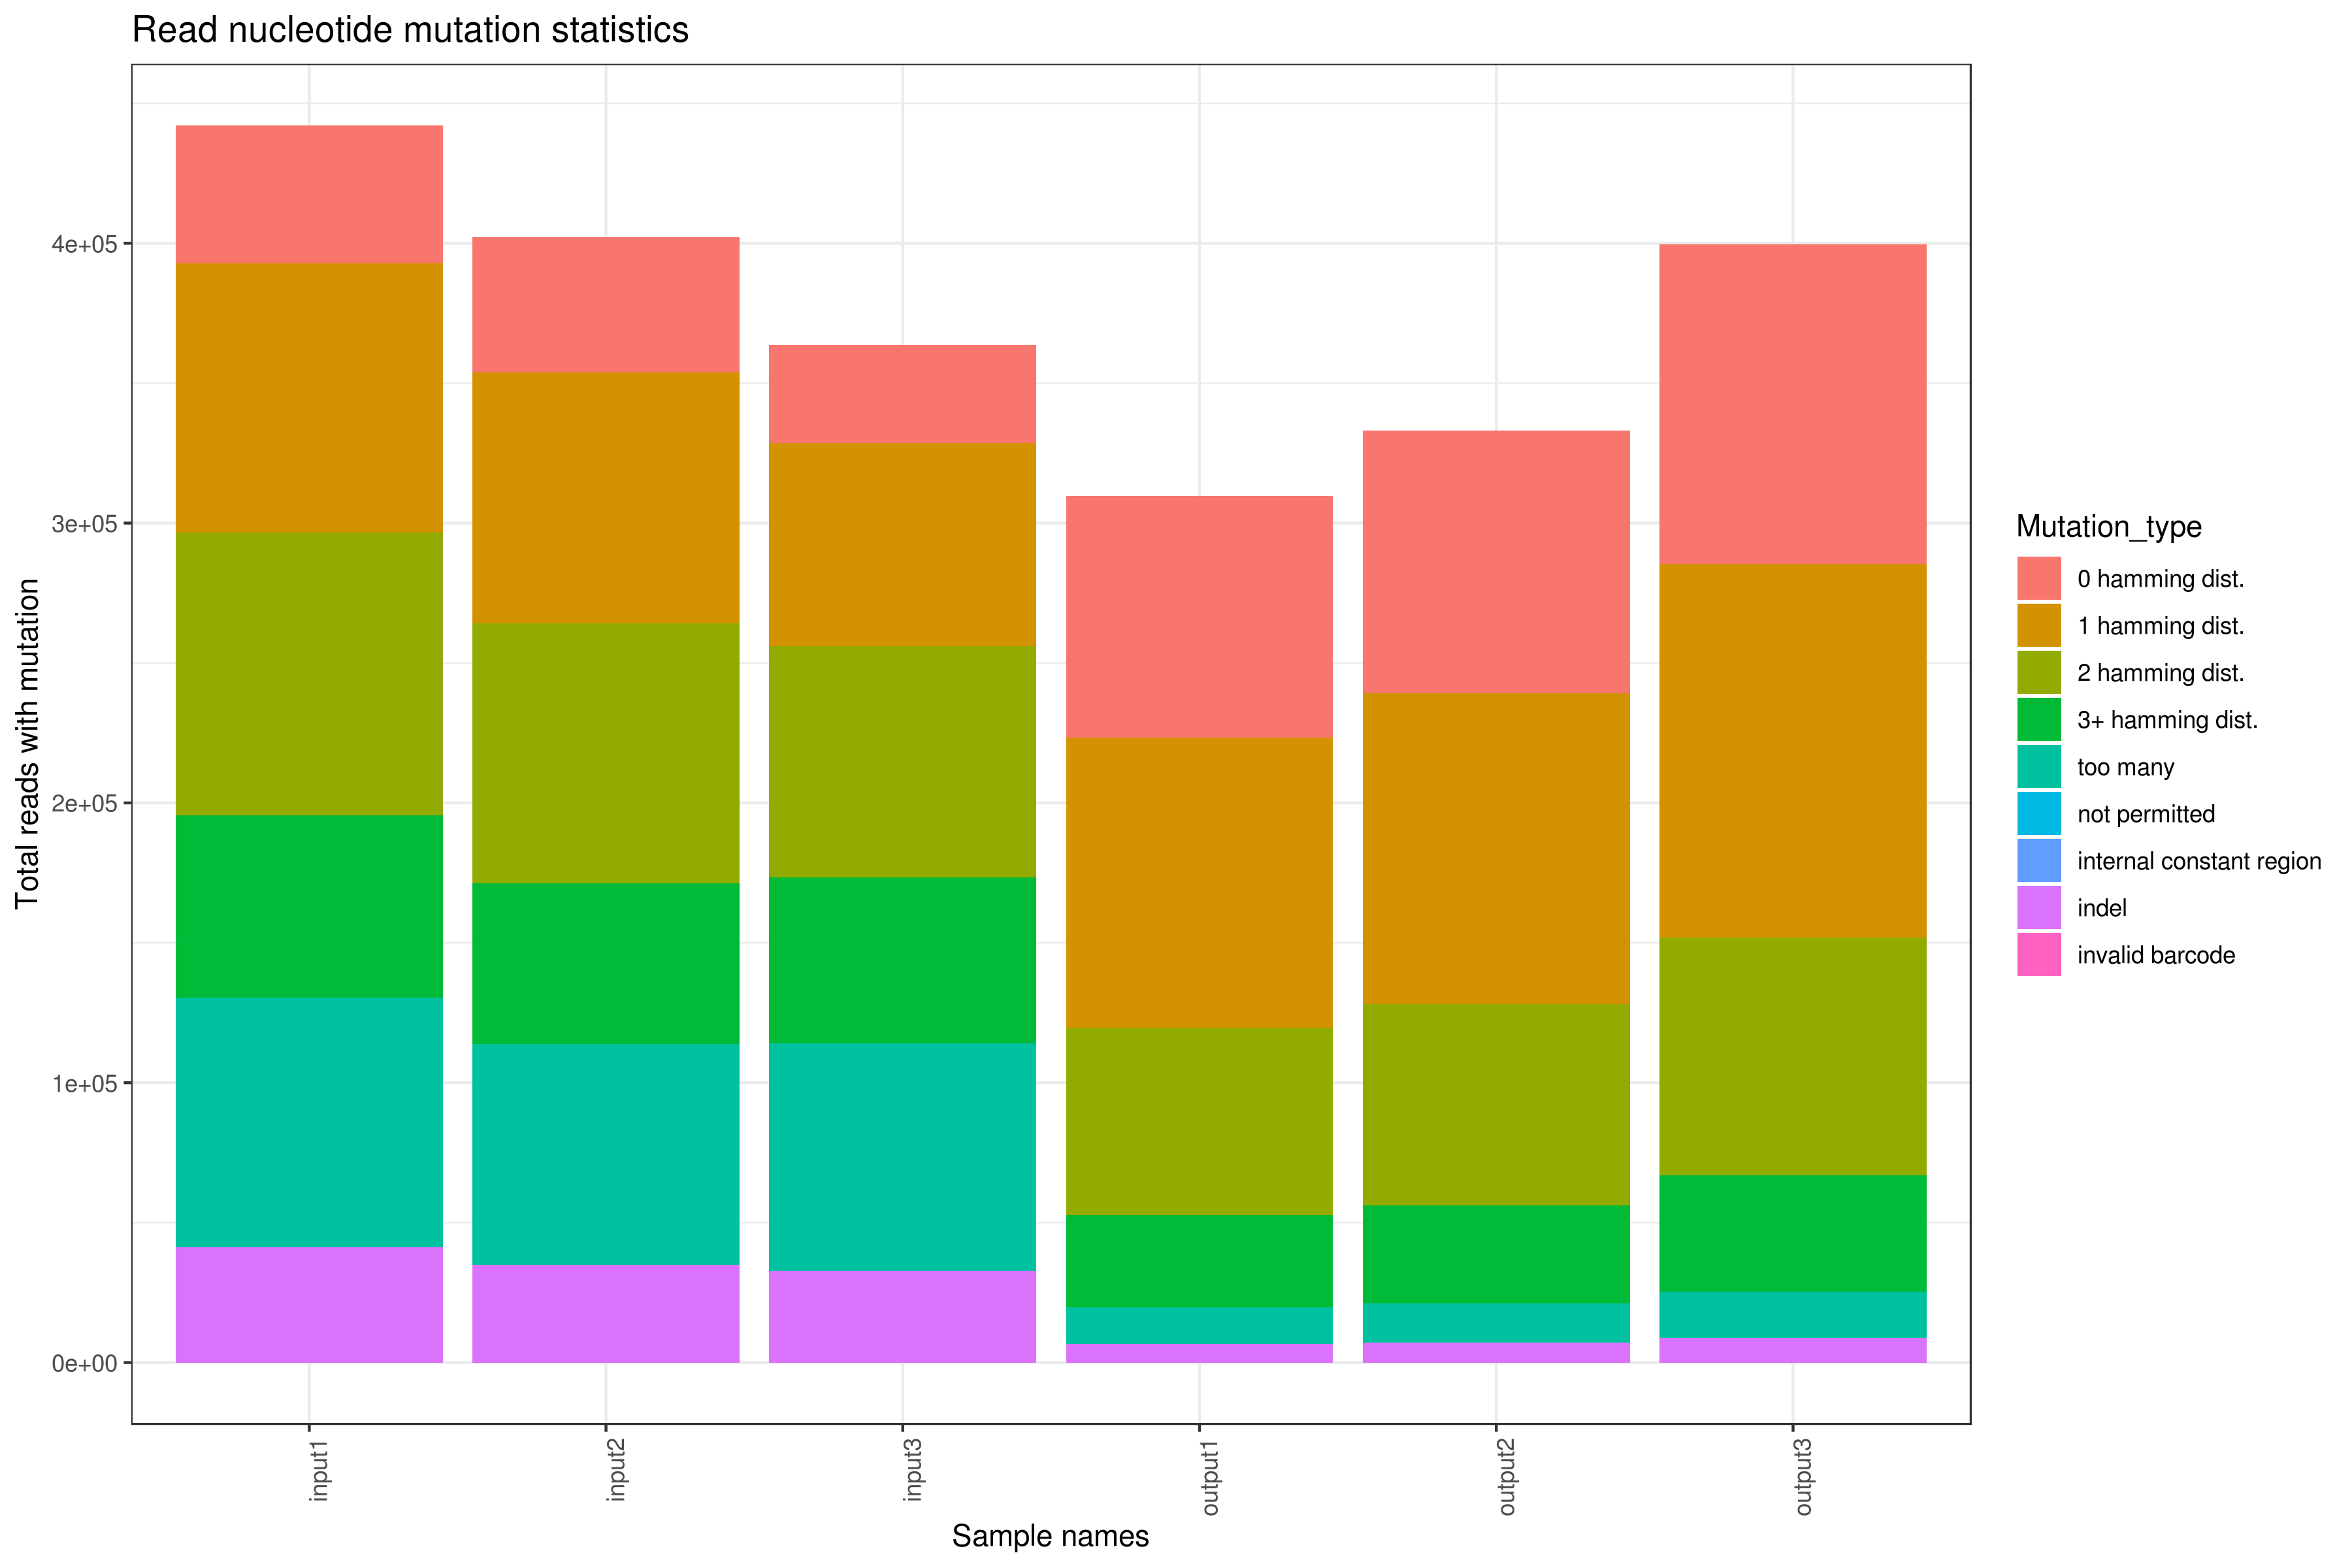 Read nucleotide mutation statistics
Total reads with mutation
4e+05
3e+05
2e+05
1e+05
0e+00
input1
input2
input3
output1
output2
output3
Sample names
Mutation_type
0 hamming dist.
1 hamming dist.
2 hamming dist.
3+ hamming dist.
too many
not permitted
internal constant region
indel
invalid barcode